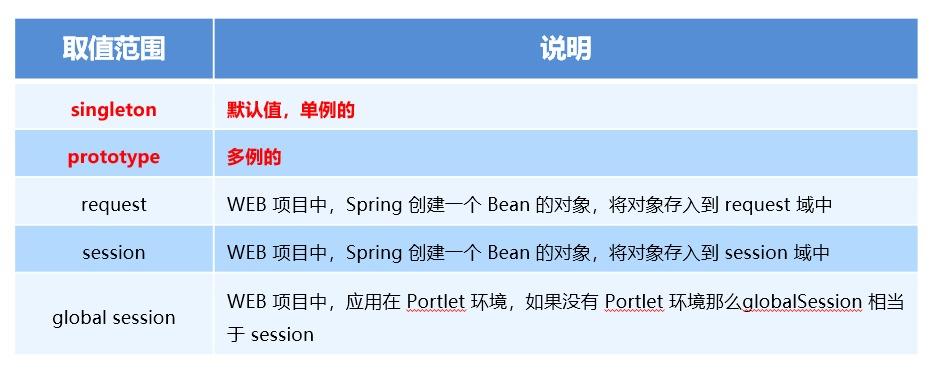 取值范围 说明
singleton 默认值，单例的
prototype 多例的
request WEB 项目中，Spring 创建一个 Bean 的对象，将对象存入到 request 域中
session WEB 项目中，Spring 创建一个 Bean 的对象，将对象存入到 session 域中
global session WEB 项目中，应用在 Portlet 环境，如果没有 Portlet 环境那么globalSession 相当
于 session